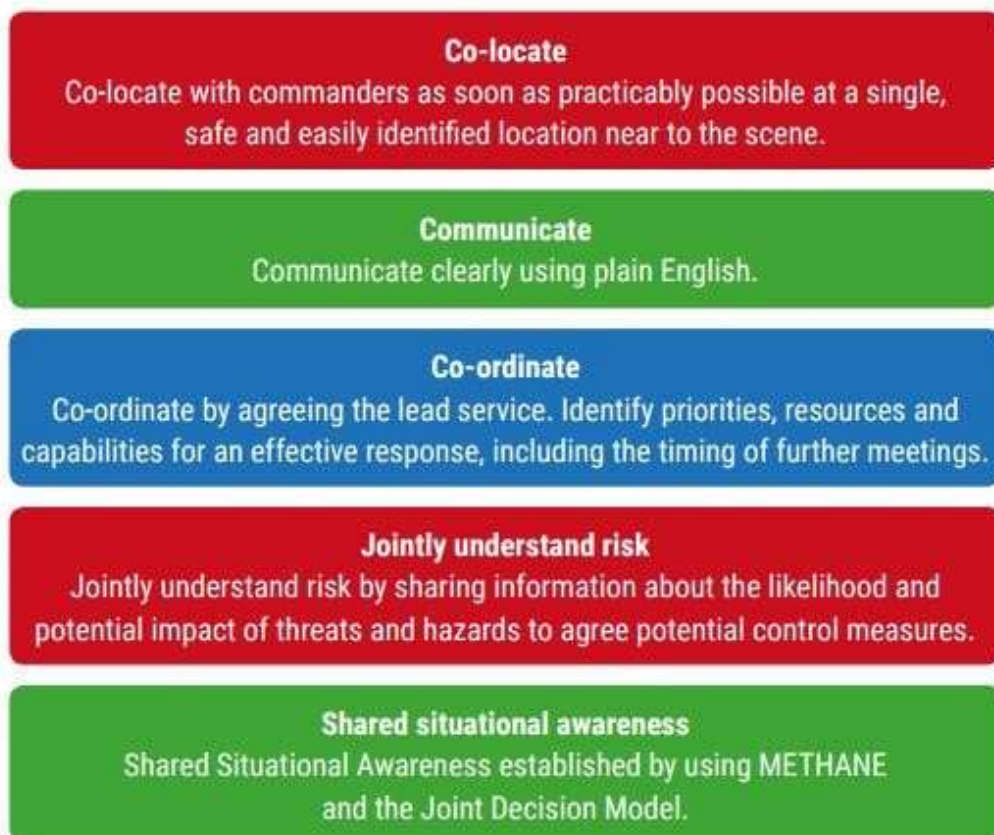 Co-locate
Co-locate with commanders as soon as practicably possible at a single,
safe and easily identified location near to the scene.
Communicate
Communicate clearly using plain English.
Co-ordinate
Co-ordinate by agreeing the lead service. Identify priorities, resources and
capabilities for an effective response, including the timing of further meetings.
Jointly understand risk
Jointly understand risk by sharing information about the likelihood and
potential impact of threats and hazards to agree potential control measures.
Shared situational awareness
Shared Situational Awareness established by using METHANE
and the Joint Decision Model.